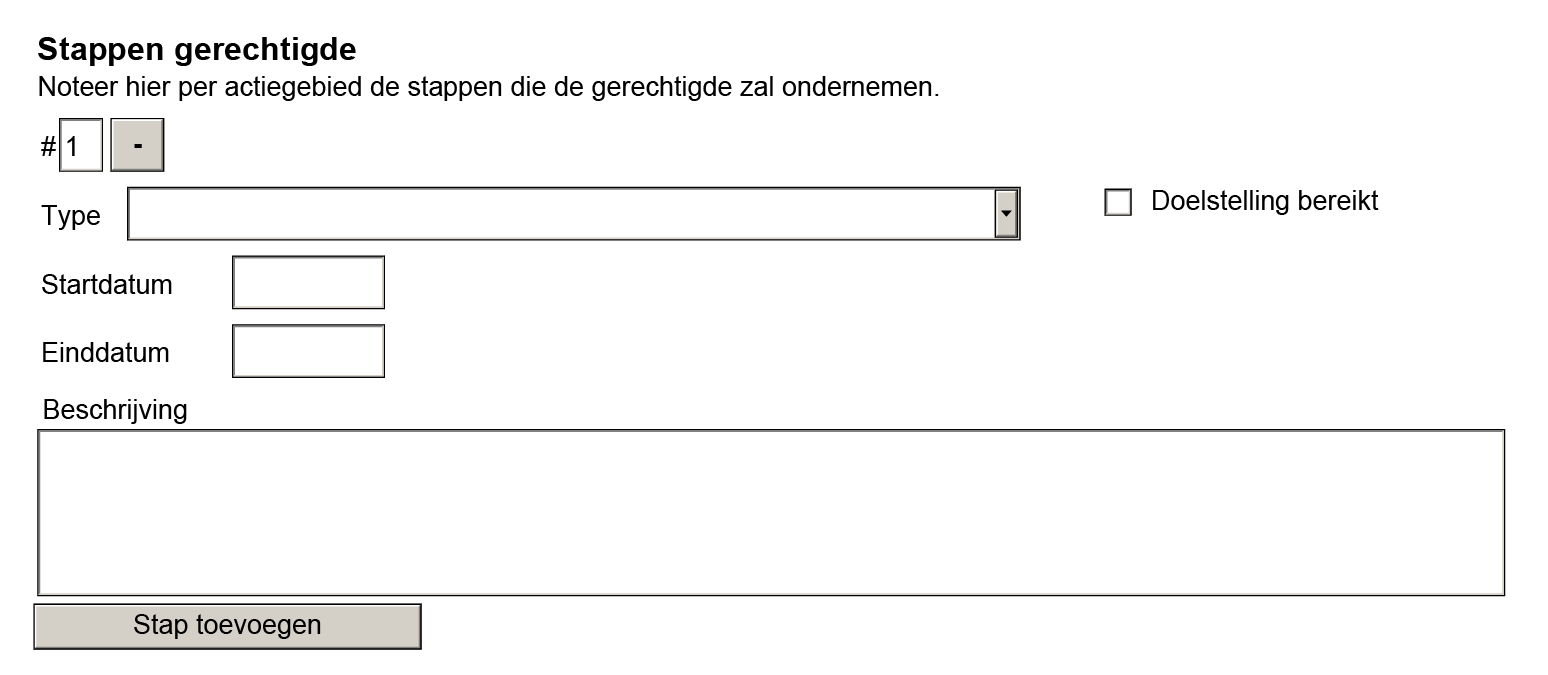 Stappen gerechtigde
Noteer hier per actiegebied de stappen die de gerechtigde zal ondernemen.
# 1 -
Type
Doelstelling bereikt
Startdatum
Einddatum
Beschrijving
Stap toevoegen